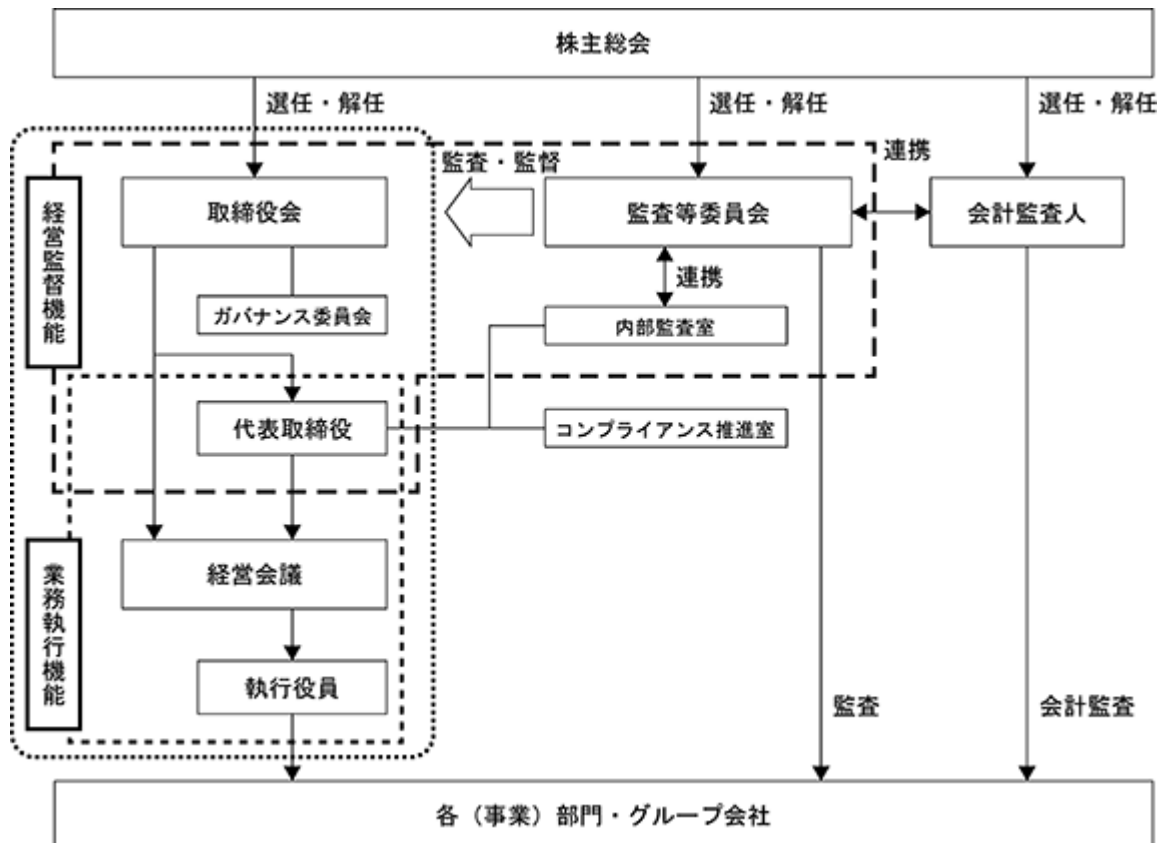 株主総会
選任・解任
選任・解任
選任・解任
監査・監督
連携
経営監督機能
取締役会
監査等委員会
会計監査人
連携
ガバナンス委員会
内部監査室
代表取締役
コンプライアンス推進室
業務執行機能
経営会議
執行役員
監査
会計監査
各（事業）部門・グループ会社